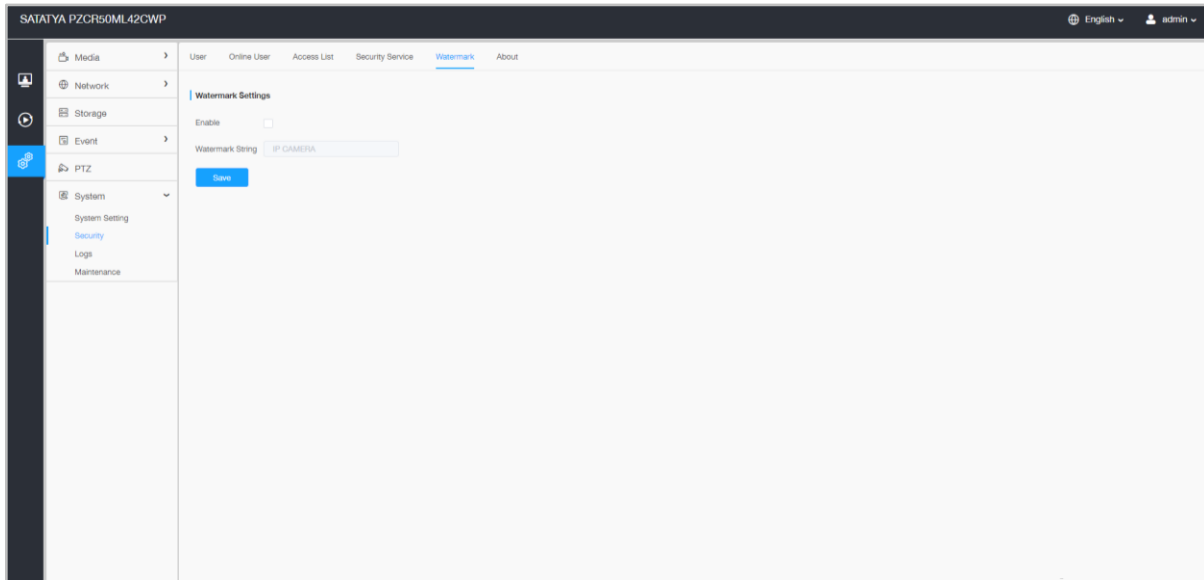 SATATYA PZCR50ML42CWP English admin
Media
Network
Storage
Event
PTZ
System
System Setting
Security
Logs
Maintenance
User Online User Access List Security Service Watermark About
Watermark Settings
Enable
Watermark String IP CAMERA
Save